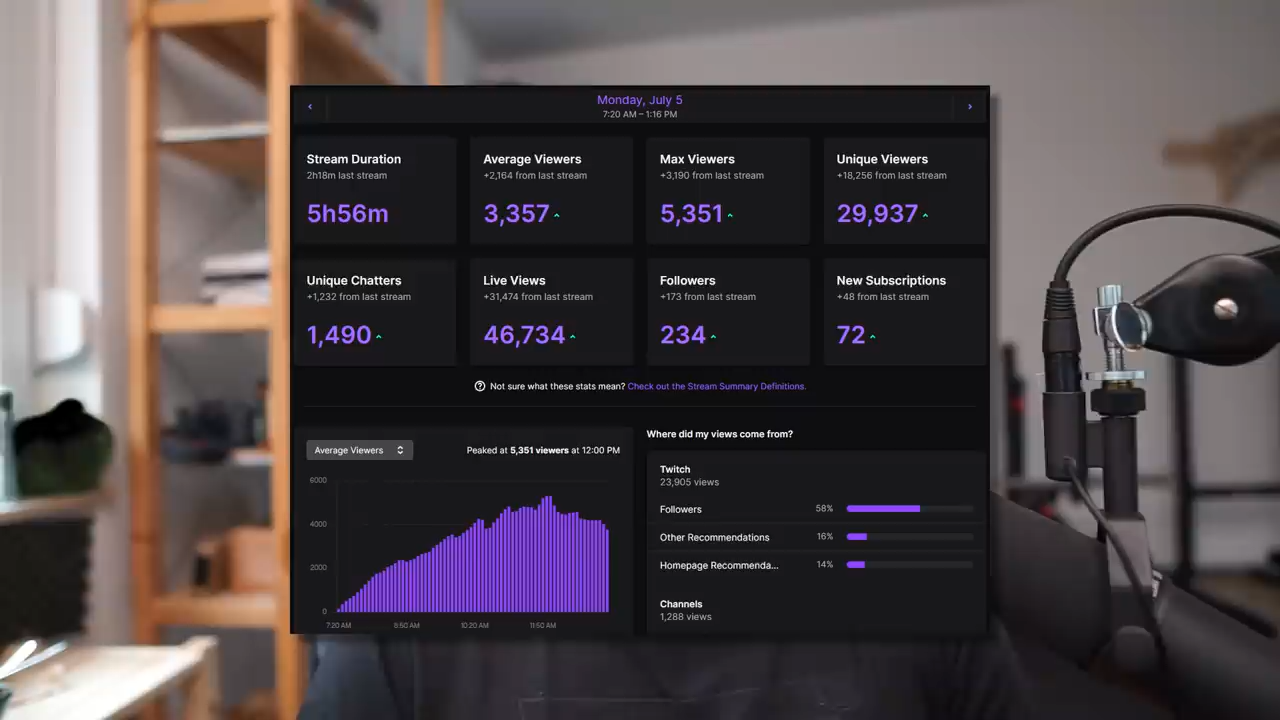 Monday, July 5
7:20 AM – 1:16 PM
Stream Duration
2h18m last stream
5h56m
Average Viewers
+2,164 from last stream
3,357
Max Viewers
+3,190 from last stream
5,351
Unique Viewers
+18,256 from last stream
29,937
Unique Chatters
+1,232 from last stream
1,490
Live Views
+31,474 from last stream
46,734
Followers
+173 from last stream
234
New Subscriptions
+48 from last stream
72
Not sure what these stats mean? Check out the Stream Summary Definitions.
Average Viewers
Peaked at 5,351 viewers at 12:00 PM
6000
4000
2000
0
7:20 AM
8:50 AM
10:20 AM
11:50 AM
Where did my views come from?
Twitch
23,905 views
Followers 58%
Other Recommendations 16%
Homepage Recommenda... 14%
Channels
1,288 views